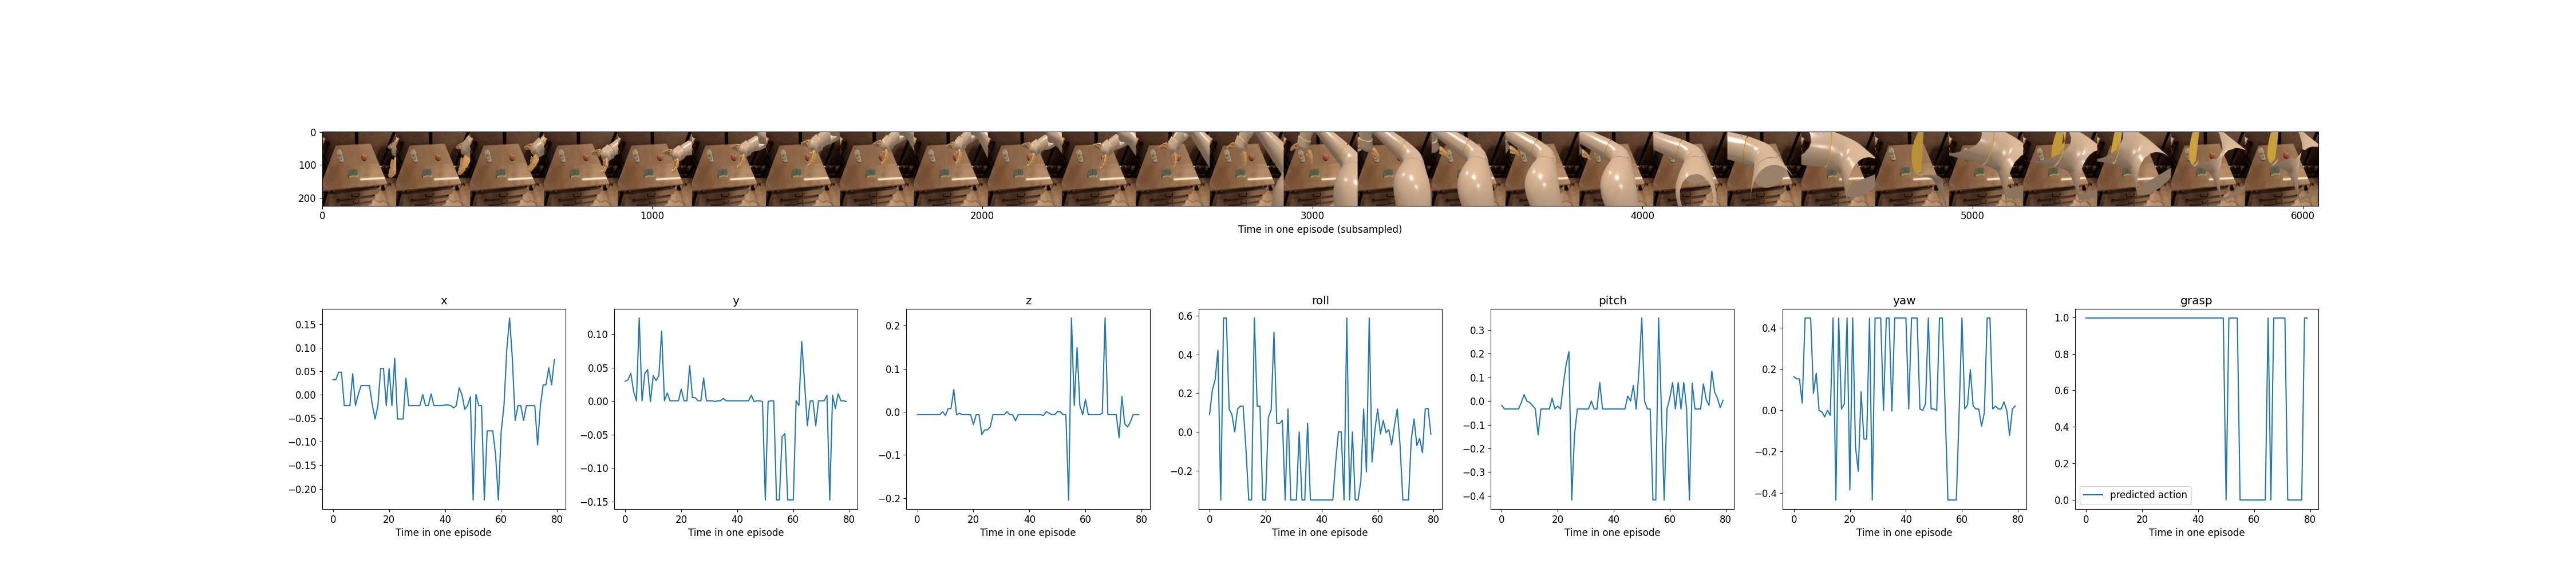 0
100
200
0 1000 2000 3000 4000 5000 6000
Time in one episode (subsampled)
x
0.15
0.10
0.05
0.00
−0.05
−0.10
−0.15
−0.20
0 20 40 60 80
Time in one episode
y
0.10
0.05
0.00
−0.05
−0.10
−0.15
0 20 40 60 80
Time in one episode
z
0.2
0.1
0.0
−0.1
−0.2
0 20 40 60 80
Time in one episode
roll
0.6
0.4
0.2
0.0
−0.2
0 20 40 60 80
Time in one episode
pitch
0.3
0.2
0.1
0.0
−0.1
−0.2
−0.3
−0.4
0 20 40 60 80
Time in one episode
yaw
0.4
0.2
0.0
−0.2
−0.4
0 20 40 60 80
Time in one episode
grasp
1.0
0.8
0.6
0.4
0.2
0.0
predicted action
0 20 40 60 80
Time in one episode